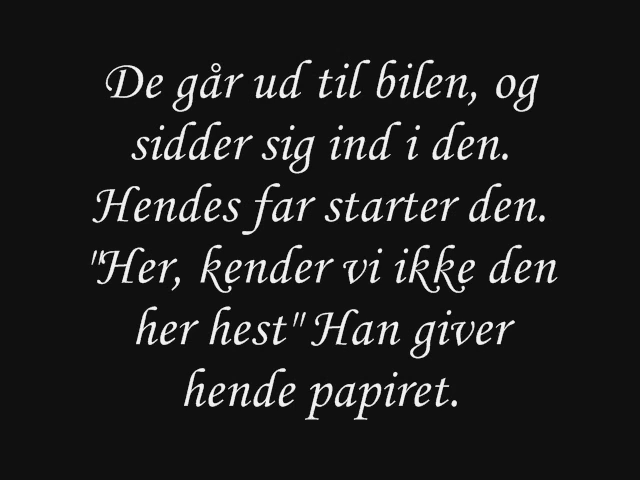 De går ud til bilen, og
sidder sig ind i den.
Hendes far starter den.
"Her, kender vi ikke den
her hest" Han giver
hende papiret.